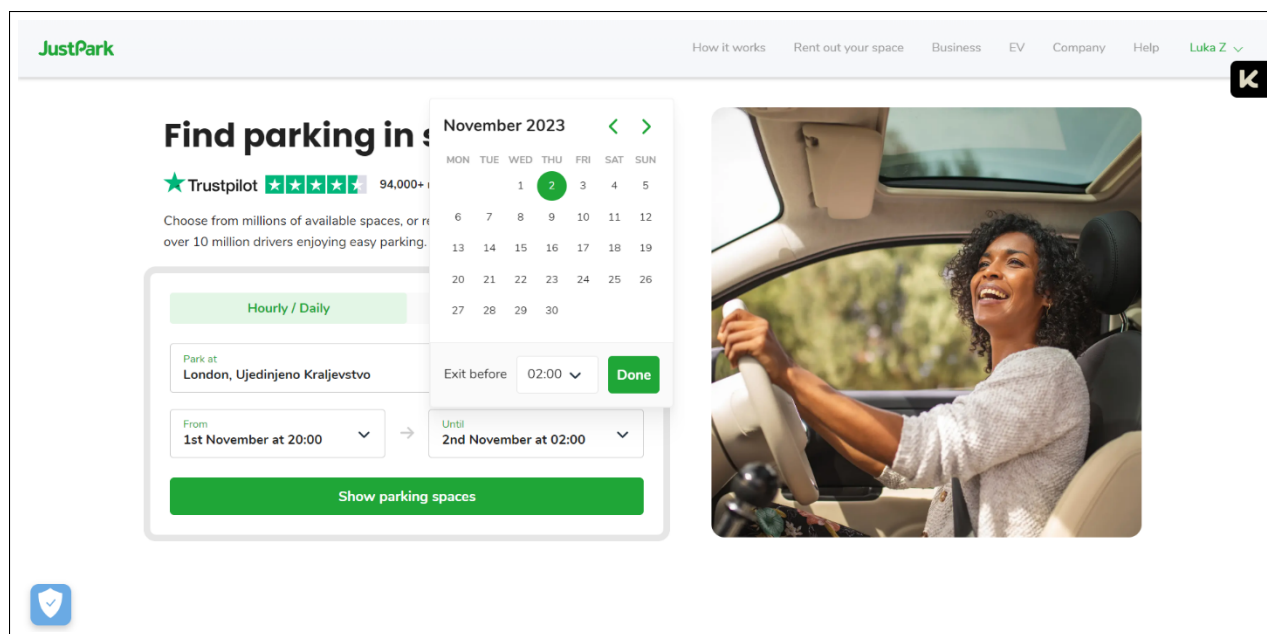 JustPark
How it works Rent out your space Business EV Company Help Luka Z
K
Find parking in
Trustpilot 94,000+
Choose from millions of available spaces, or
over 10 million drivers enjoying easy parking.
Hourly / Daily
Park at
London, Ujedinjeno Kraljevstvo
From
1st November at 20:00
Until
2nd November at 02:00
Show parking spaces
November 2023
MON TUE WED THU FRI SAT SUN
1 2 3 4 5
6 7 8 9 10 11 12
13 14 15 16 17 18 19
20 21 22 23 24 25 26
27 28 29 30
Exit before 02:00 Done